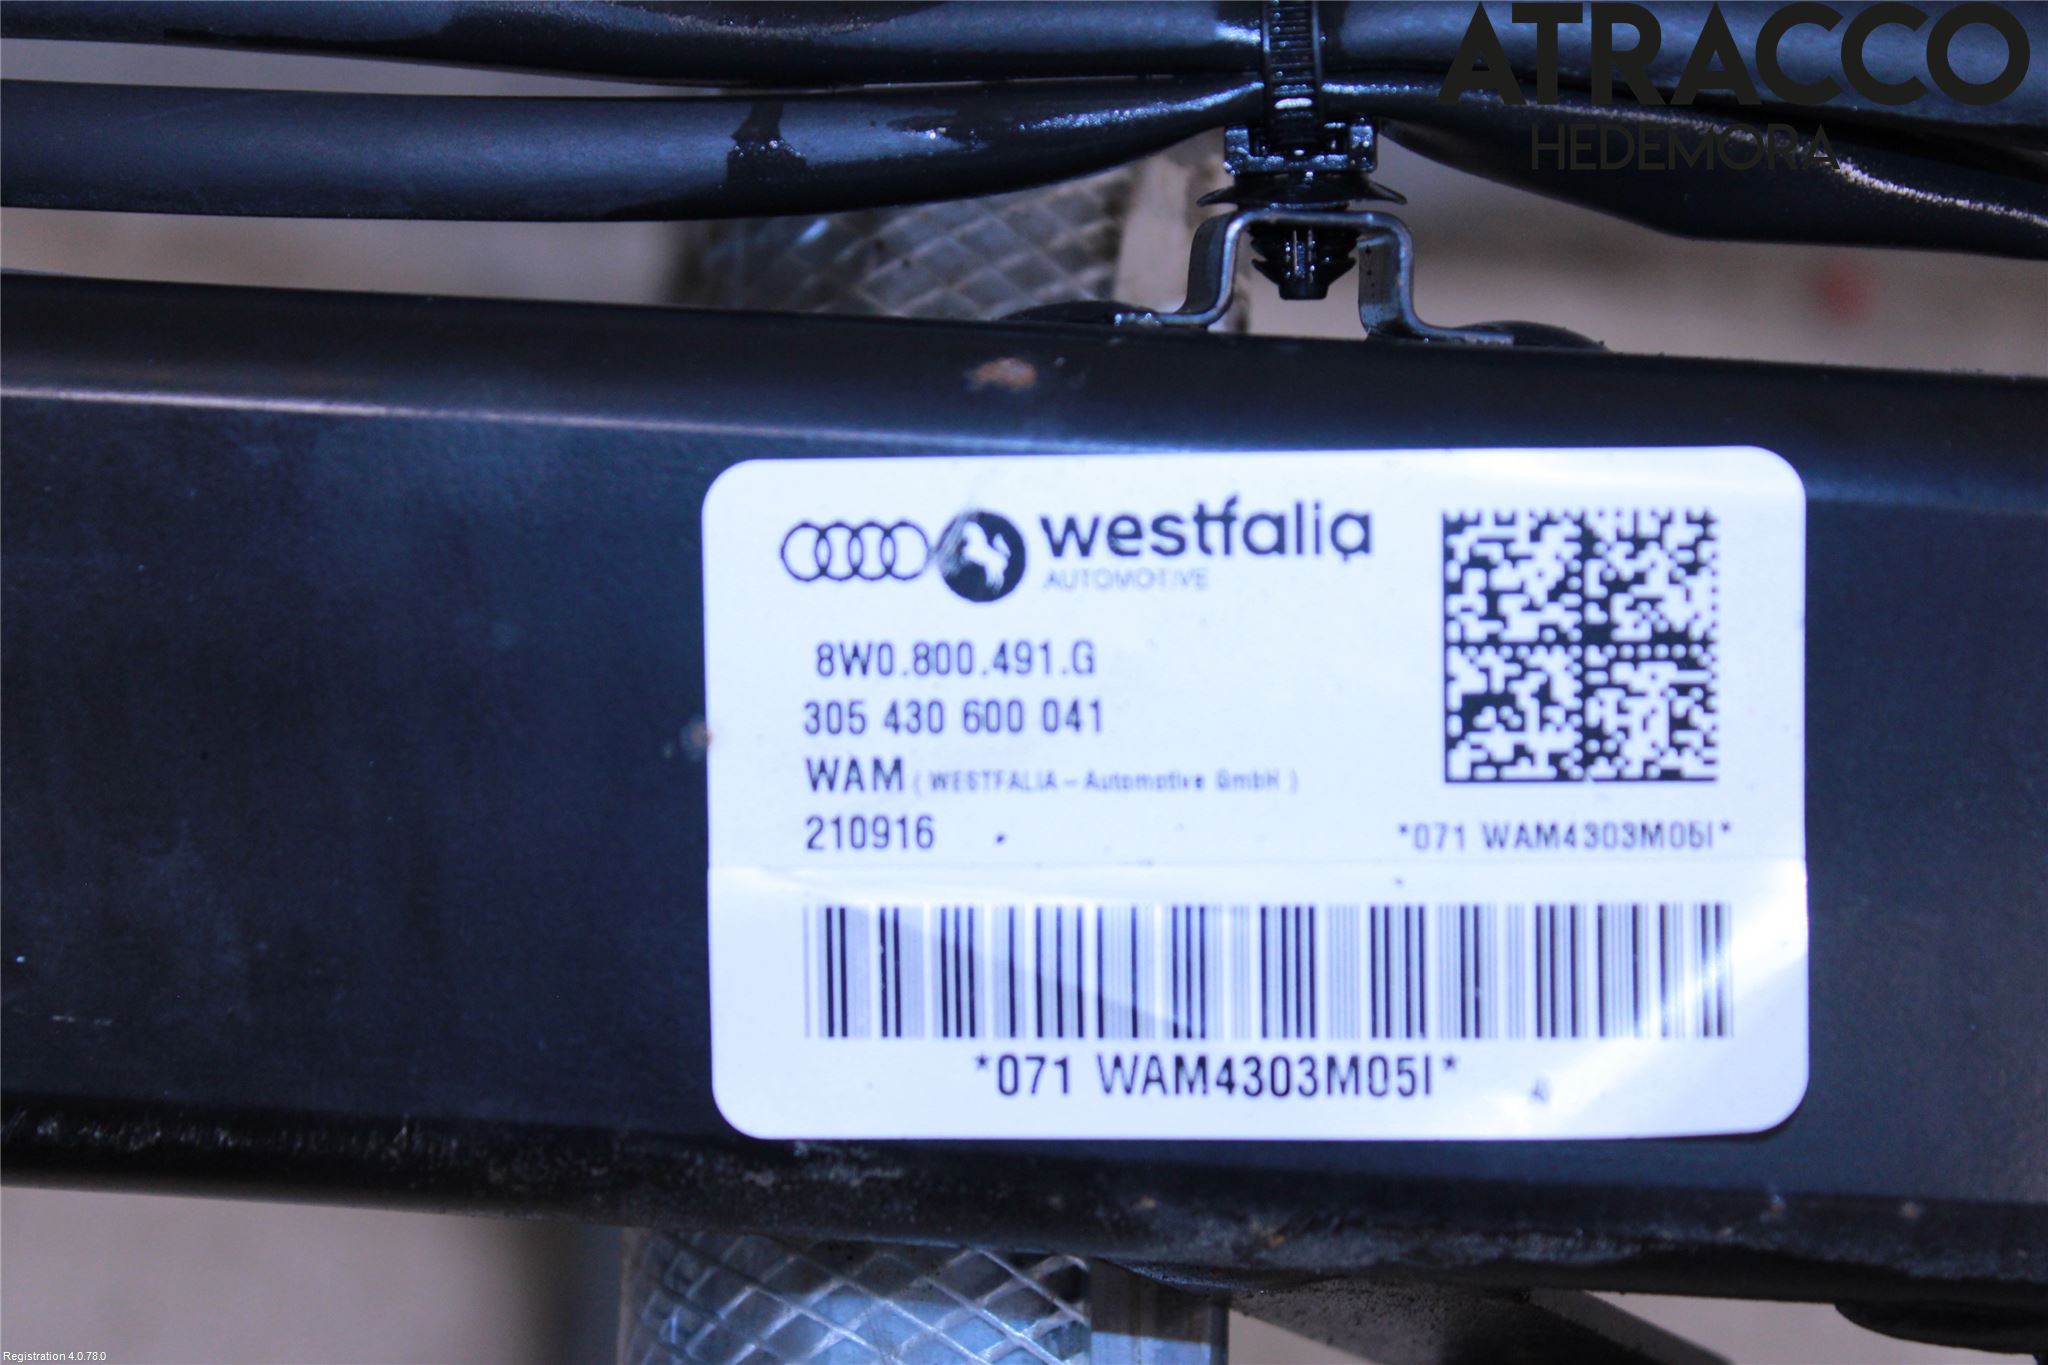 ATRACCO
HEDEMORA
westfalia
AUTOMOTIVE
8W0.800.491.G
305 430 600 041
WAM ( WESTFALIA - Automotive GmbH )
210916
*071 WAM4303M05I*
*071 WAM4303M05I*
Registration 4.0.78.0